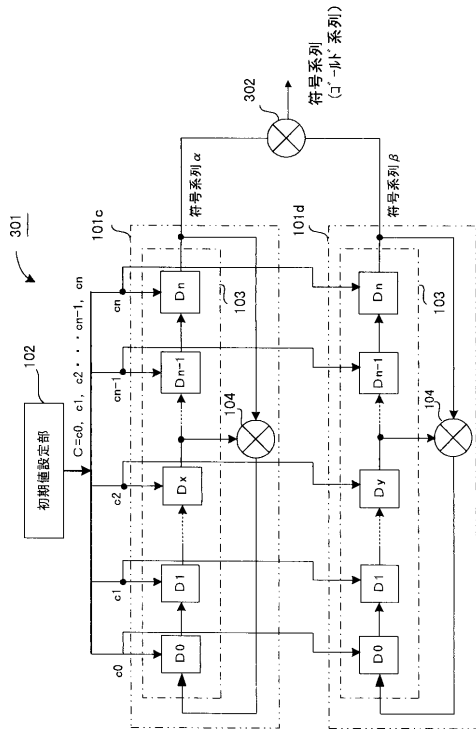 301
102
初期値設定部
C=c0, c1, c2・・・cn-1, cn
c0
c1
c2
cn-1
cn
101c
D0
D1
Dx
Dn-1
Dn
103
104
符号系列α
302
符号系列
(ゴールド系列)
101d
D0
D1
Dy
Dn-1
Dn
103
104
符号系列β